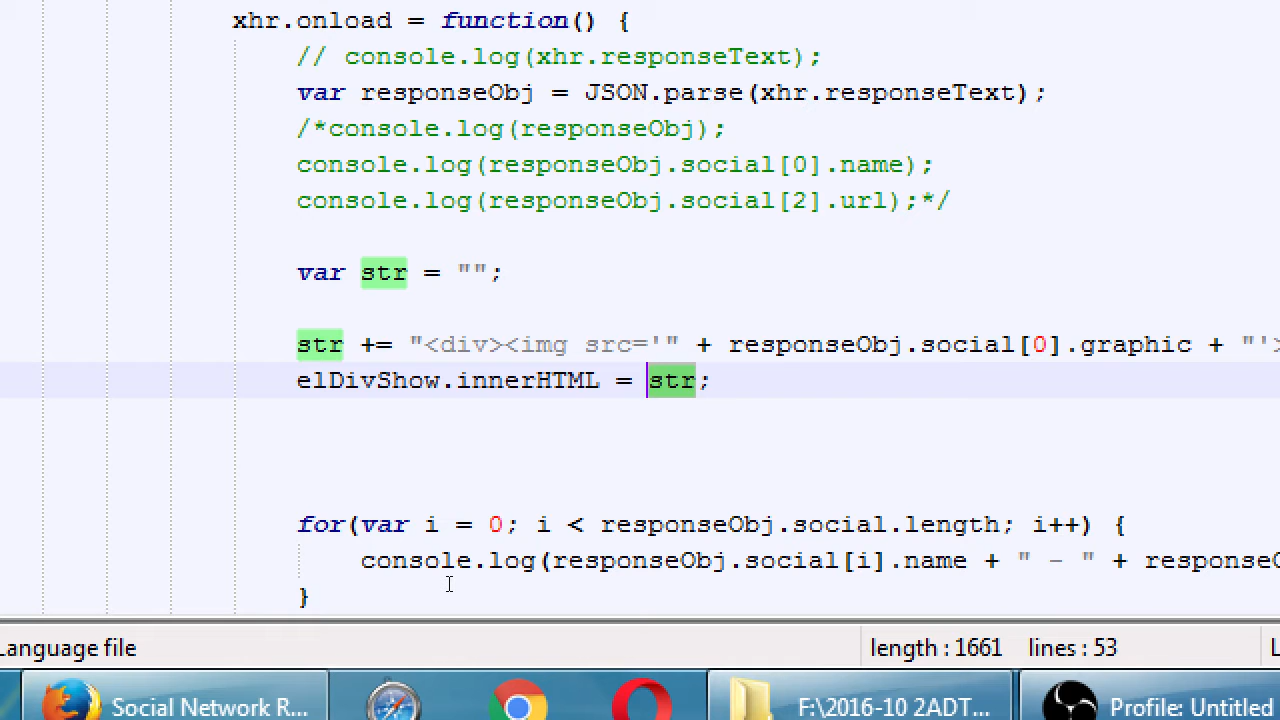 xhr.onload = function() {
// console.log(xhr.responseText);
var responseObj = JSON.parse(xhr.responseText);
/*console.log(responseObj);
console.log(responseObj.social[0].name);
console.log(responseObj.social[2].url);*/
var str = "";
str += "<div><img src='" + responseObj.social[0].graphic + "'>
elDivShow.innerHTML = str;
for(var i = 0; i < responseObj.social.length; i++) {
console.log(responseObj.social[i].name + " - " + response
}
Language file length : 1661 lines : 53 L
Social Network R... F:\2016-10 2ADT... Profile: Untitled